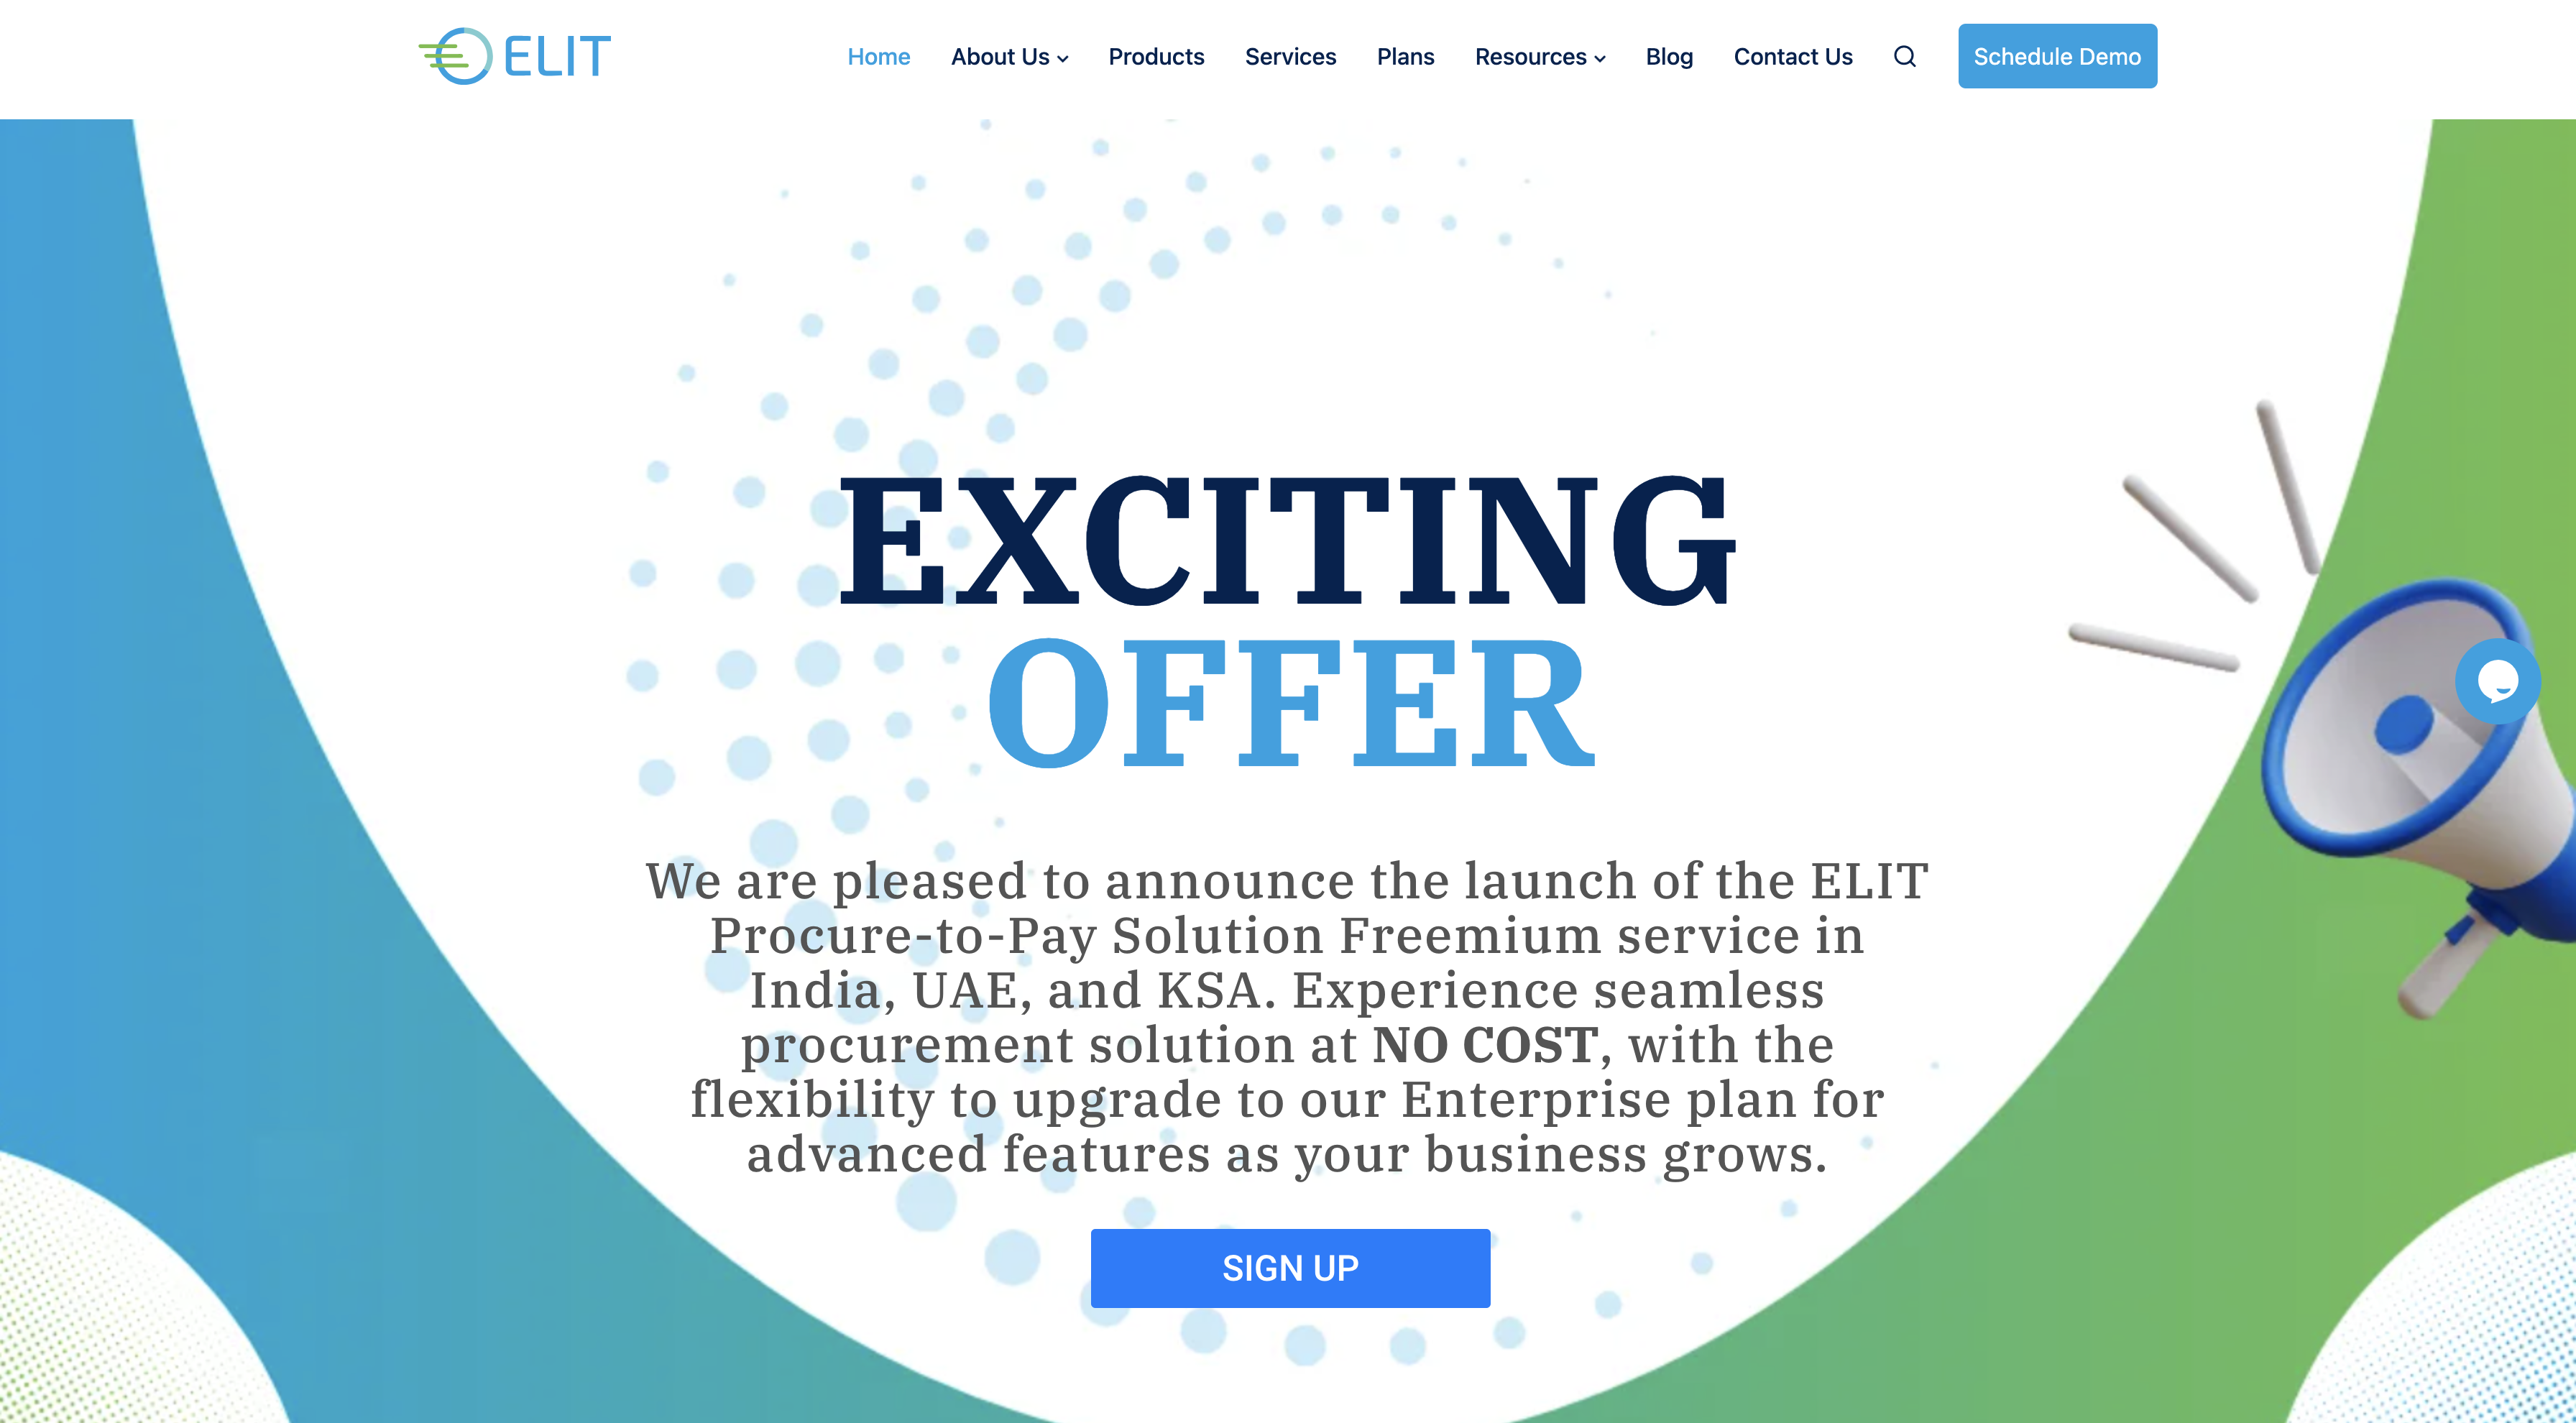 ELIT
Home About Us Products Services Plans Resources Blog Contact Us Schedule Demo
EXCITING
OFFER
We are pleased to announce the launch of the ELIT
Procure-to-Pay Solution Freemium service in
India, UAE, and KSA. Experience seamless
procurement solution at NO COST, with the
flexibility to upgrade to our Enterprise plan for
advanced features as your business grows.
SIGN UP